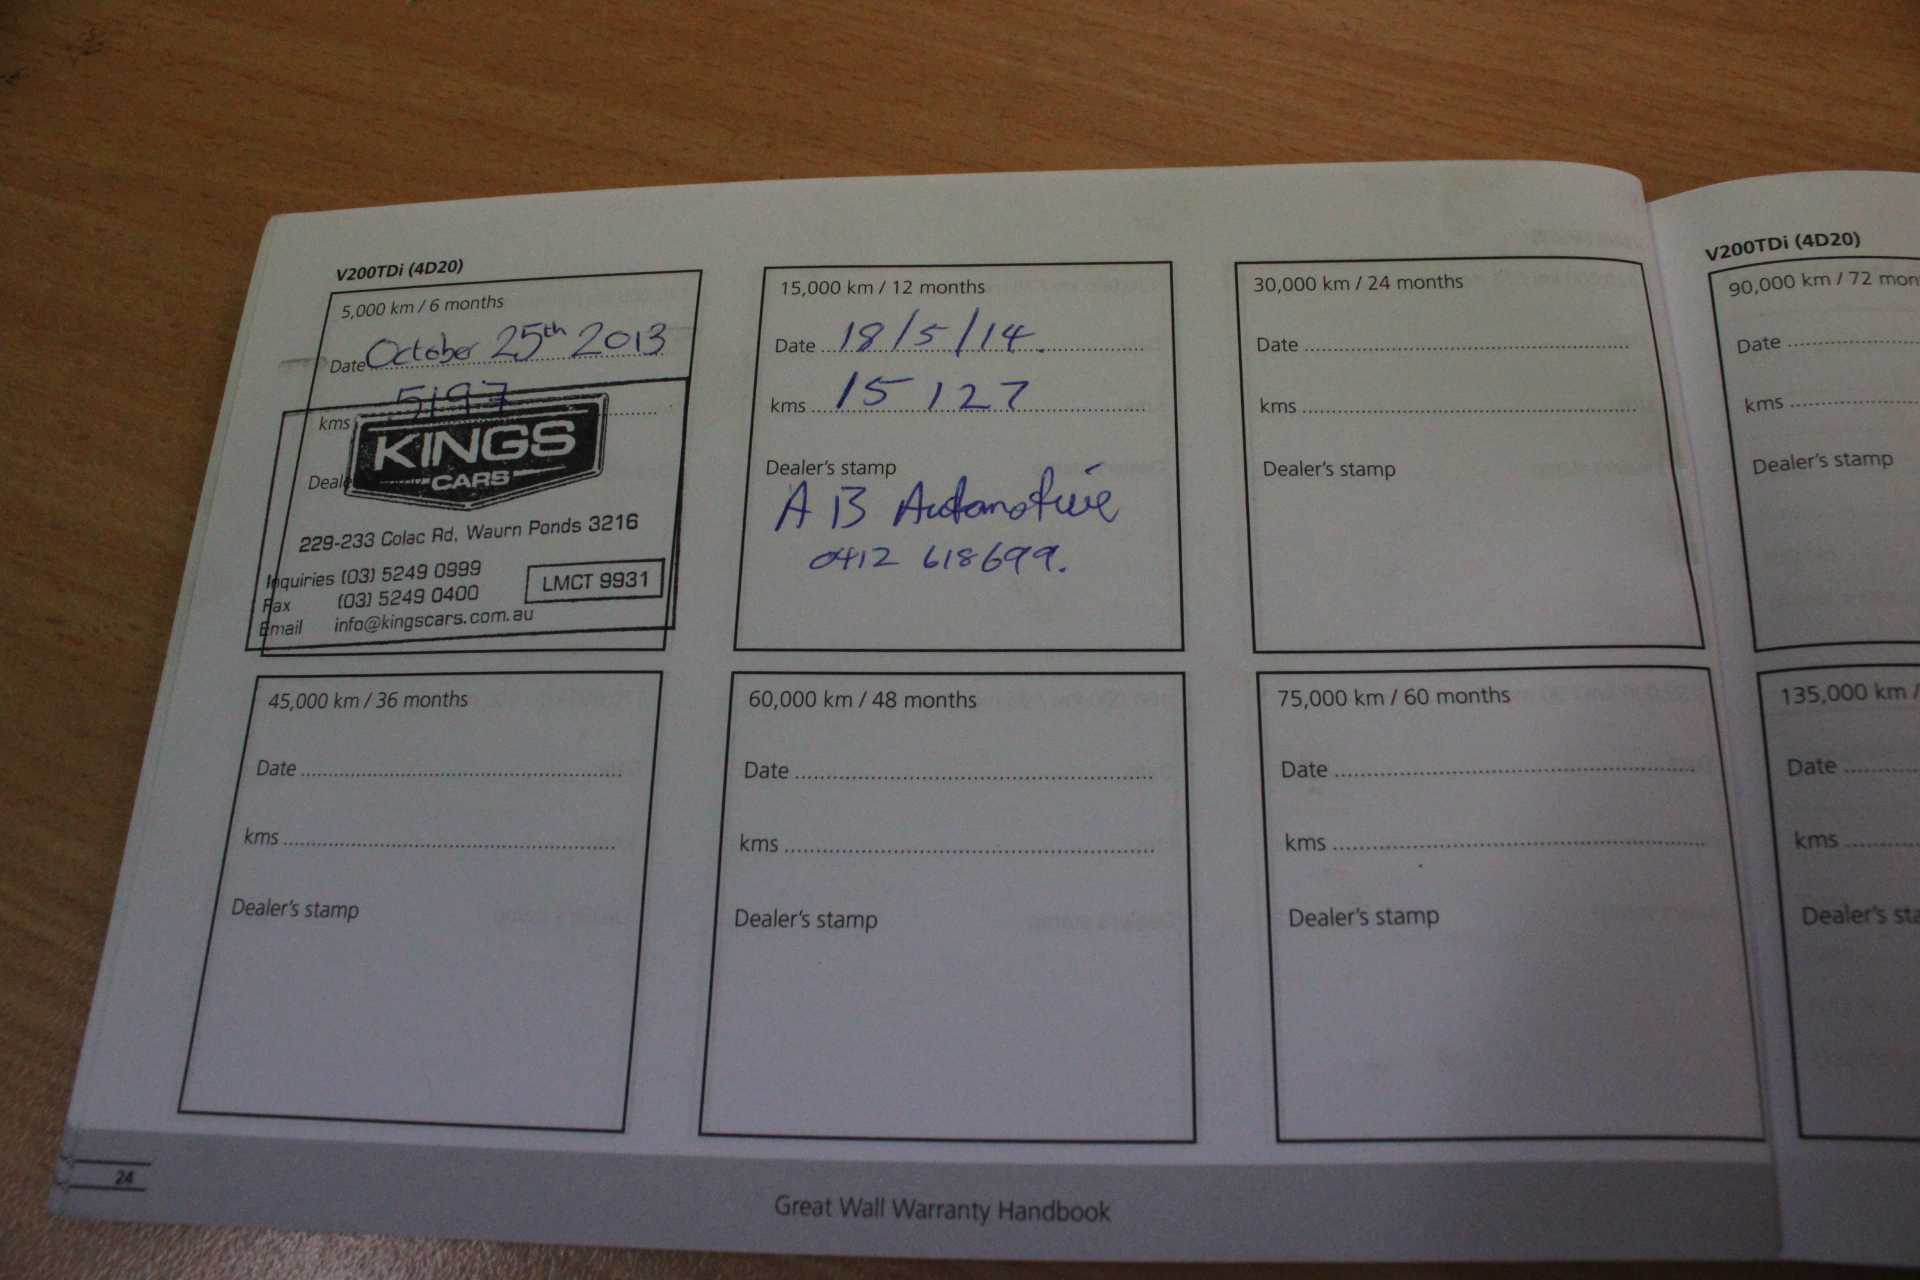 V200TDi (4D20)
5,000 km / 6 months
Date October 25th 2013
kms 5197
Deale
KINGS
CARS
229-233 Colac Rd, Waurn Ponds 3216
Inquiries (03) 5249 0999
Fax (03) 5249 0400
Email info@kingscars.com.au
LMCT 9931
15,000 km / 12 months
Date 18/5/14.
kms 15127
Dealer's stamp
A B Automotive
0412 618699.
30,000 km / 24 months
Date
kms
Dealer's stamp
45,000 km / 36 months
Date
kms
Dealer's stamp
60,000 km / 48 months
Date
kms
Dealer's stamp
75,000 km / 60 months
Date
kms
Dealer's stamp
24
Great Wall Warranty Handbook
V200TDi (4D20)
90,000 km / 72 mon
Date
kms
Dealer's stamp
135,000 km /
Date
kms
Dealer's sta